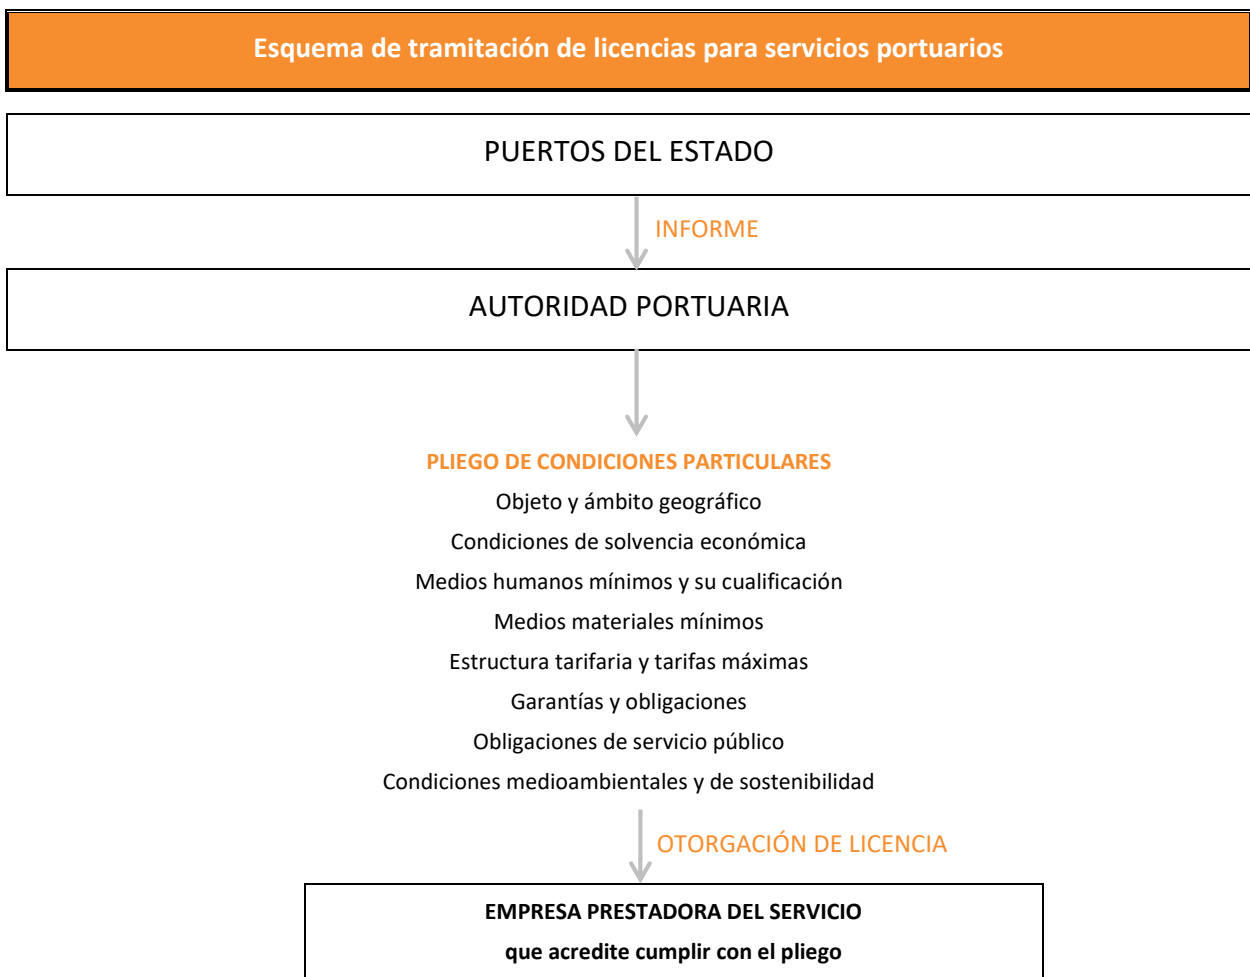 Esquema de tramitación de licencias para servicios portuarios
PUERTOS DEL ESTADO
INFORME
AUTORIDAD PORTUARIA
PLIEGO DE CONDICIONES PARTICULARES
Objeto y ámbito geográfico
Condiciones de solvencia económica
Medios humanos mínimos y su cualificación
Medios materiales mínimos
Estructura tarifaria y tarifas máximas
Garantías y obligaciones
Obligaciones de servicio público
Condiciones medioambientales y de sostenibilidad
OTORGACIÓN DE LICENCIA
EMPRESA PRESTADORA DEL SERVICIO
que acredite cumplir con el pliego